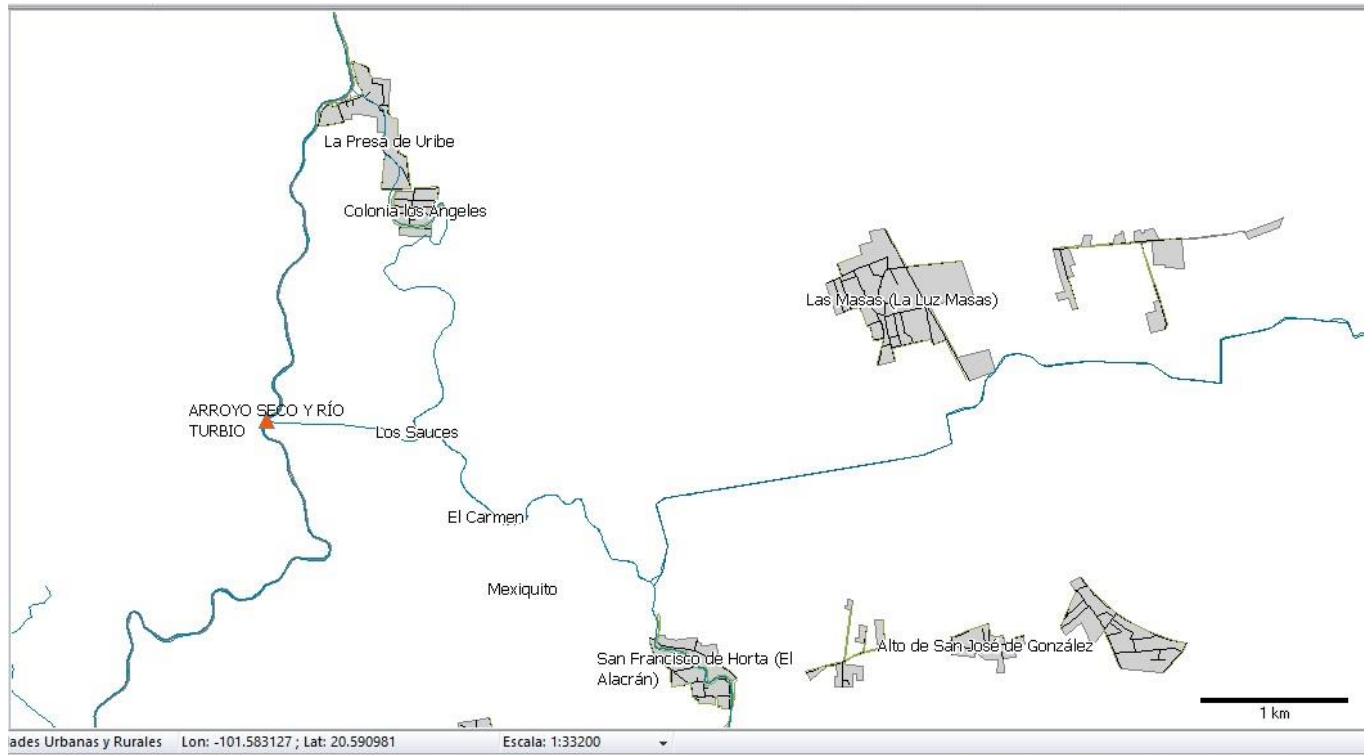 La Presa de Uribe
Colonia los Angeles
Las Masas (La Luz Masas)
ARROYO SECO Y RÍO
TURBIO
Los Sauces
El Carmen
Mexiquito
San Francisco de Horta (El
Alacrán)
Alto de San José de González
1 km
ades Urbanas y Rurales Lon: -101.583127 ; Lat: 20.590981 Escala: 1:33200